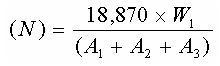 (N) = 18,870 × W₁ / (A₁ + A₂ + A₃)